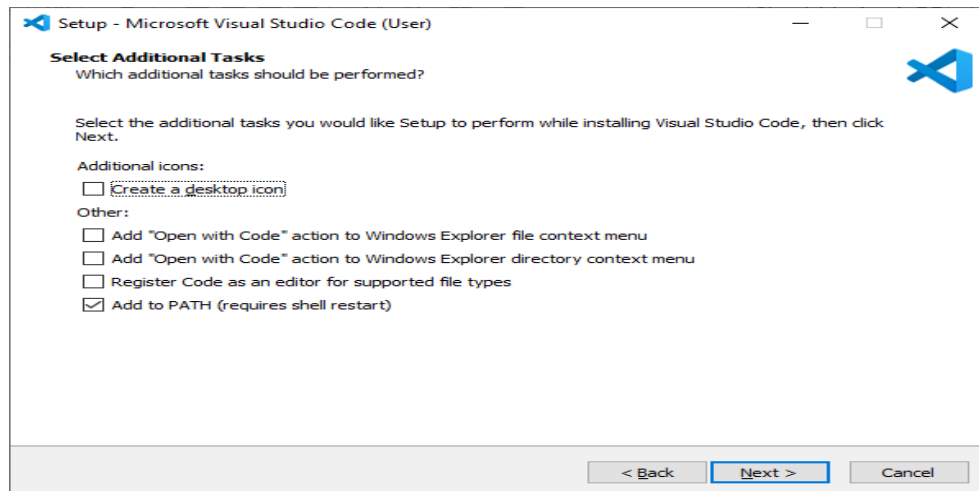 Setup - Microsoft Visual Studio Code (User)
Select Additional Tasks
Which additional tasks should be performed?
Select the additional tasks you would like Setup to perform while installing Visual Studio Code, then click
Next.
Additional icons:
Create a desktop icon
Other:
Add "Open with Code" action to Windows Explorer file context menu
Add "Open with Code" action to Windows Explorer directory context menu
Register Code as an editor for supported file types
Add to PATH (requires shell restart)
< Back Next > Cancel